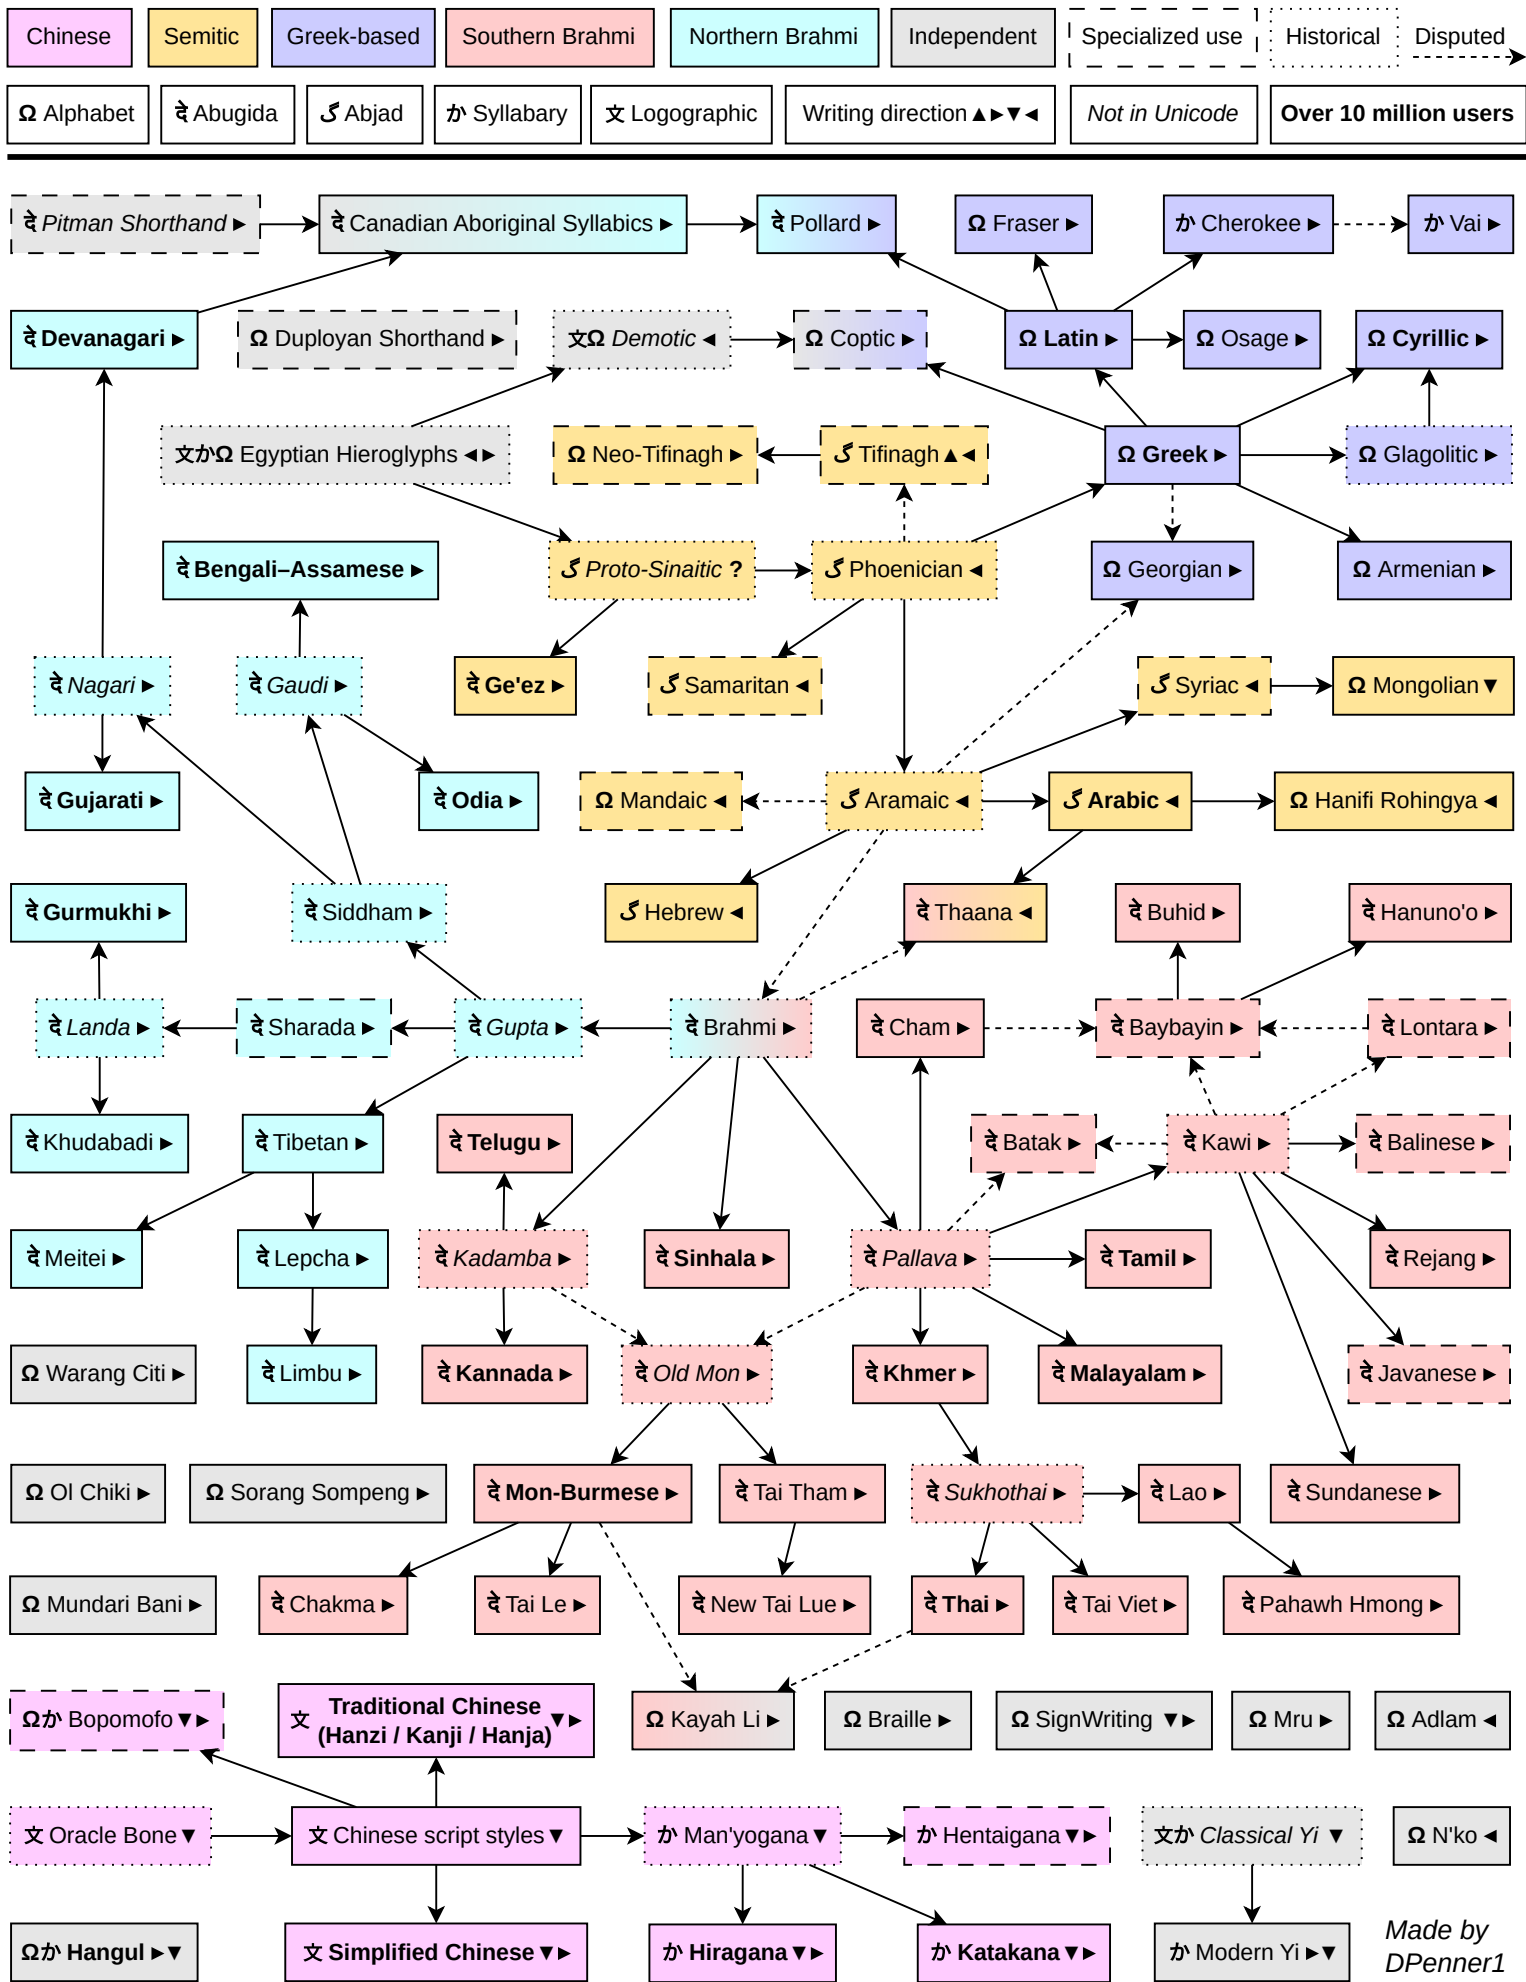 Chinese
Semitic
Greek-based
Southern Brahmi
Northern Brahmi
Independent
Specialized use
Historical
Disputed
Ω Alphabet
दे Abugida
گ Abjad
か Syllabary
文 Logographic
Writing direction ▲►▼◄
Not in Unicode
Over 10 million users
दे Pitman Shorthand ►
दे Canadian Aboriginal Syllabics ►
दे Pollard ►
Ω Fraser ►
か Cherokee ►
か Vai ►
दे Devanagari ►
Ω Duployan Shorthand ►
文Ω Demotic ◄
Ω Coptic ►
Ω Latin ►
Ω Osage ►
Ω Cyrillic ►
文かΩ Egyptian Hieroglyphs ◄►
Ω Neo-Tifinagh ►
گ Tifinagh ▲◄
Ω Greek ►
Ω Glagolitic ►
दे Bengali–Assamese ►
گ Proto-Sinaitic ?
گ Phoenician ◄
Ω Georgian ►
Ω Armenian ►
दे Nagari ►
दे Gaudi ►
दे Ge'ez ►
گ Samaritan ◄
گ Syriac ◄
Ω Mongolian ▼
दे Gujarati ►
दे Odia ►
Ω Mandaic ◄
گ Aramaic ◄
گ Arabic ◄
Ω Hanifi Rohingya ◄
दे Gurmukhi ►
दे Siddham ►
گ Hebrew ◄
दे Thaana ◄
दे Buhid ►
दे Hanuno'o ►
दे Landa ►
दे Sharada ►
दे Gupta ►
दे Brahmi ►
दे Cham ►
दे Baybayin ►
दे Lontara ►
दे Khudabadi ►
दे Tibetan ►
दे Telugu ►
दे Batak ►
दे Kawi ►
दे Balinese ►
दे Meitei ►
दे Lepcha ►
दे Kadamba ►
दे Sinhala ►
दे Pallava ►
दे Tamil ►
दे Rejang ►
Ω Warang Citi ►
दे Limbu ►
दे Kannada ►
दे Old Mon ►
दे Khmer ►
दे Malayalam ►
दे Javanese ►
Ω Ol Chiki ►
Ω Sorang Sompeng ►
दे Mon-Burmese ►
दे Tai Tham ►
दे Sukhothai ►
दे Lao ►
दे Sundanese ►
Ω Mundari Bani ►
दे Chakma ►
दे Tai Le ►
दे New Tai Lue ►
दे Thai ►
दे Tai Viet ►
दे Pahawh Hmong ►
Ωか Bopomofo ▼►
文 Traditional Chinese
(Hanzi / Kanji / Hanja) ▼►
Ω Kayah Li ►
Ω Braille ►
Ω SignWriting ▼►
Ω Mru ►
Ω Adlam ◄
文 Oracle Bone ▼
文 Chinese script styles ▼
か Man'yogana ▼
か Hentaigana ▼►
文か Classical Yi ▼
Ω N'ko ◄
Ωか Hangul ►▼
文 Simplified Chinese ▼►
か Hiragana ▼►
か Katakana ▼►
か Modern Yi ►▼
Made by
DPenner1